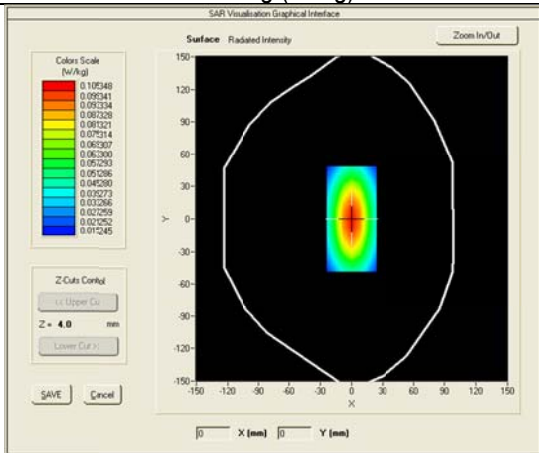 SAR Visualisation Graphical Interface
Surface Radiated Intensity
Zoom In/Out
Colors Scale
(W/kg)
0.105348
0.099341
0.093334
0.087328
0.081321
0.075314
0.069307
0.063300
0.057293
0.051286
0.045280
0.039273
0.033266
0.027259
0.021252
0.015245
150
120
90
60
30
0
-30
-60
-90
-120
-150
Y
-150 -120 -90 -60 -30 0 30 60 90 120 150
X
Z-Cuts Control
<< Upper Cu
Z = 4.0 mm
Lower Cut >
SAVE Cancel
0 X (mm) 0 Y (mm)